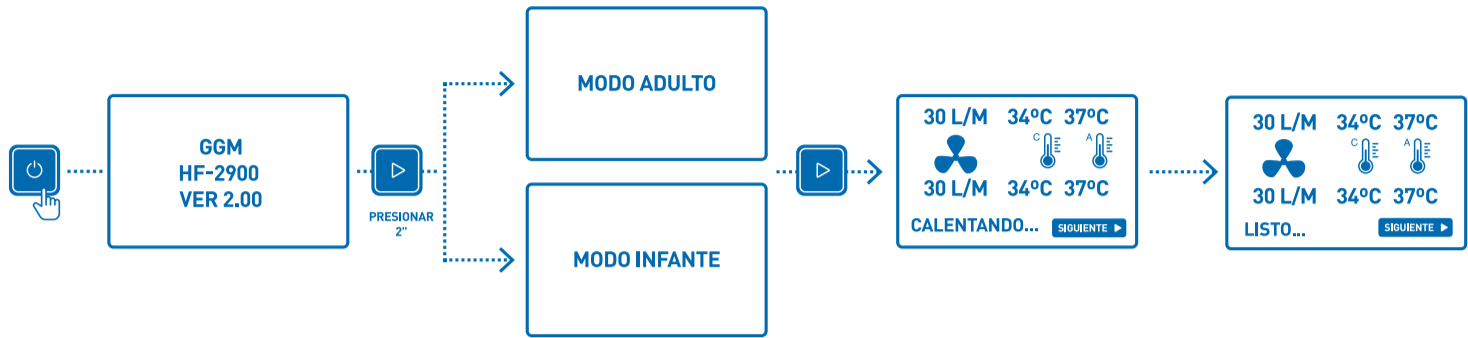 GGM
HF-2900
VER 2.00
PRESIONAR
2"
MODO ADULTO
MODO INFANTE
30 L/M 34ºC 37ºC
C A
30 L/M 34ºC 37ºC
CALENTANDO... SIGUIENTE
30 L/M 34ºC 37ºC
C A
30 L/M 34ºC 37ºC
LISTO... SIGUIENTE